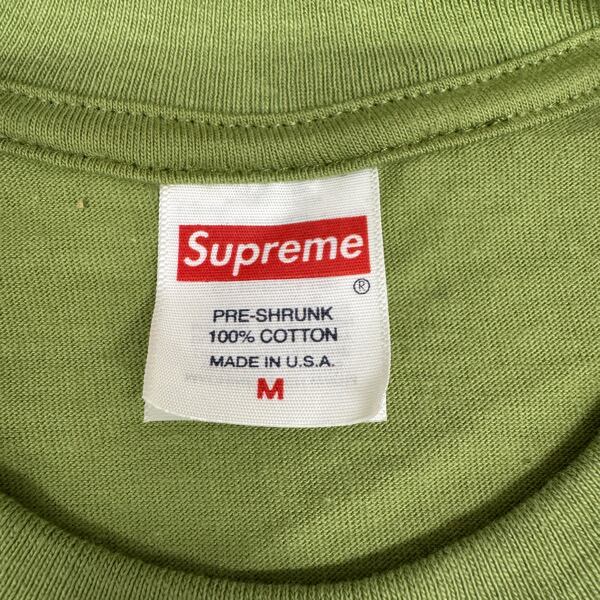 Supreme
®
PRE-SHRUNK
100% COTTON
MADE IN U.S.A.
M